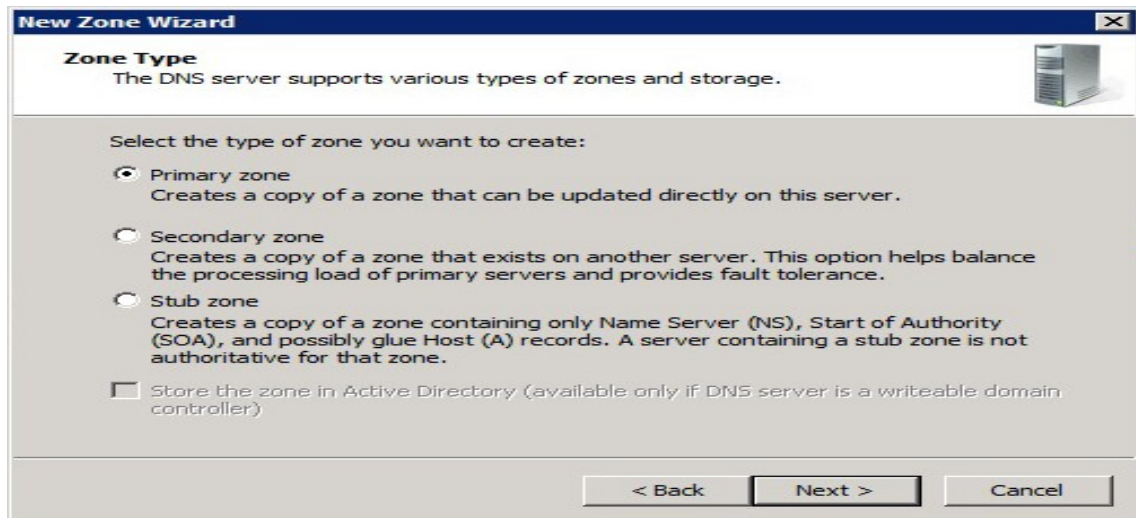 New Zone Wizard
Zone Type
The DNS server supports various types of zones and storage.
Select the type of zone you want to create:
Primary zone
Creates a copy of a zone that can be updated directly on this server.
Secondary zone
Creates a copy of a zone that exists on another server. This option helps balance
the processing load of primary servers and provides fault tolerance.
Stub zone
Creates a copy of a zone containing only Name Server (NS), Start of Authority
(SOA), and possibly glue Host (A) records. A server containing a stub zone is not
authoritative for that zone.
Store the zone in Active Directory (available only if DNS server is a writeable domain
controller)
< Back Next > Cancel